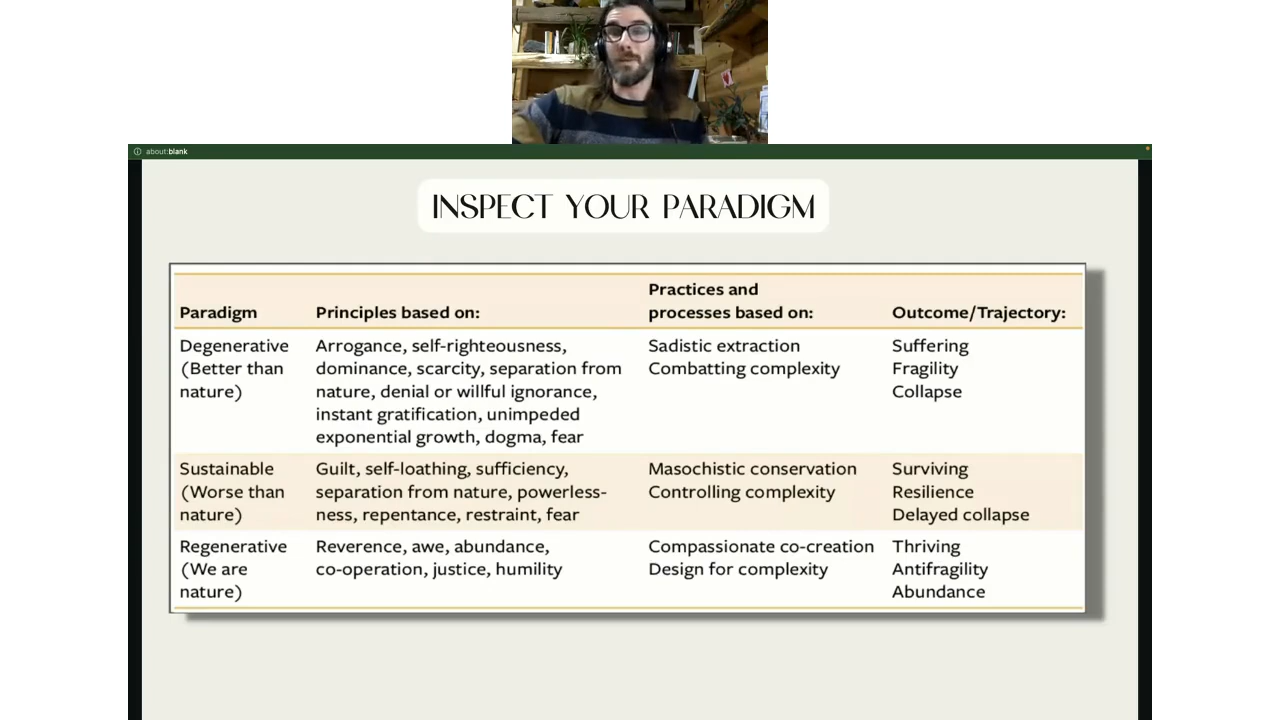 about:blank
INSPECT YOUR PARADIGM
Practices and
Paradigm Principles based on: processes based on: Outcome/Trajectory:
Degenerative Arrogance, self-righteousness, Sadistic extraction Suffering
(Better than dominance, scarcity, separation from Combatting complexity Fragility
nature) nature, denial or willful ignorance, Collapse
instant gratification, unimpeded
exponential growth, dogma, fear
Sustainable Guilt, self-loathing, sufficiency, Masochistic conservation Surviving
(Worse than separation from nature, powerless- Controlling complexity Resilience
nature) ness, repentance, restraint, fear Delayed collapse
Regenerative Reverence, awe, abundance, Compassionate co-creation Thriving
(We are co-operation, justice, humility Design for complexity Antifragility
nature) Abundance